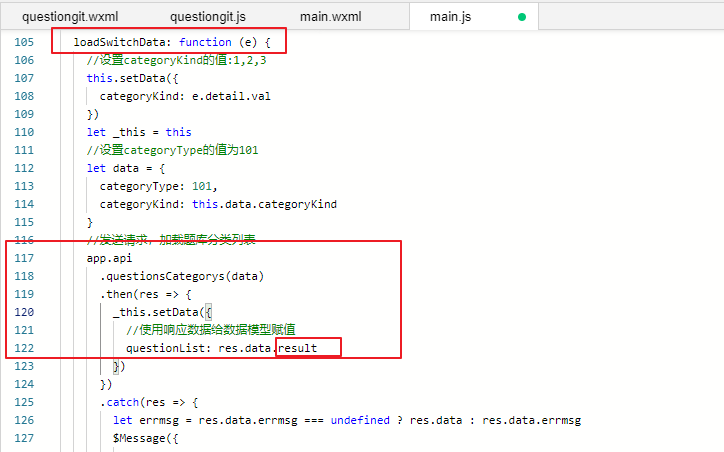 questiongit.wxml questiongit.js main.wxml main.js
105 loadSwitchData: function (e) {
106 //设置categoryKind的值:1,2,3
107 this.setData({
108 categoryKind: e.detail.val
109 })
110 let _this = this
111 //设置categoryType的值为101
112 let data = {
113 categoryType: 101,
114 categoryKind: this.data.categoryKind
115 }
116 //发送请求，加载题库分类列表
117 app.api
118 .questionsCategorys(data)
119 .then(res => {
120 _this.setData({
121 //使用响应数据给数据模型赋值
122 questionList: res.data.result
123 })
124 })
125 .catch(res => {
126 let errmsg = res.data.errmsg === undefined ? res.data : res.data.errmsg
127 $Message({